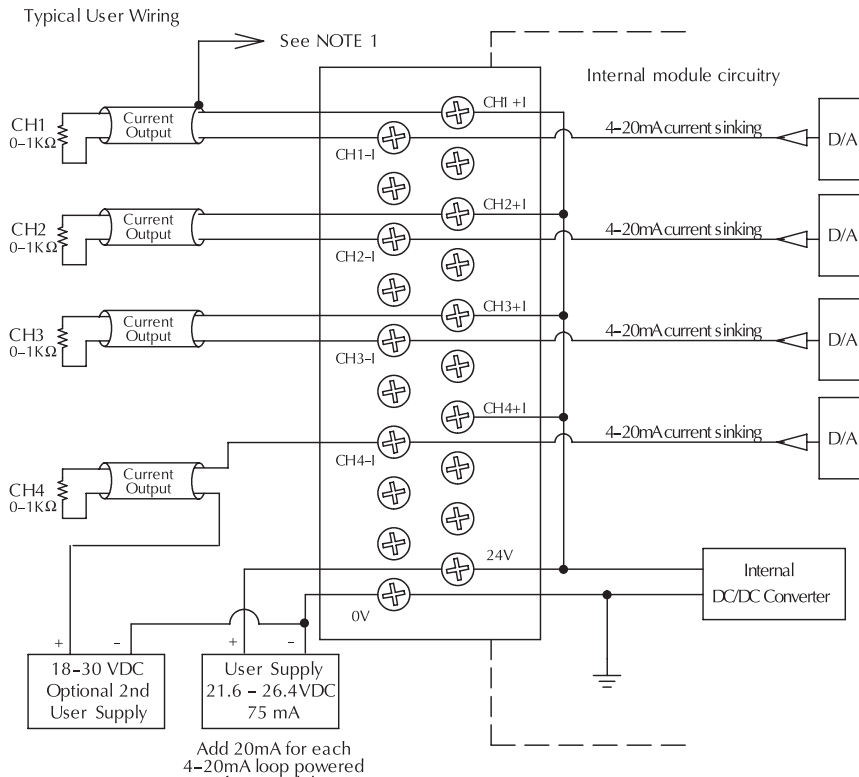 Typical User Wiring
See NOTE 1
Internal module circuitry
CH1
0–1KΩ
Current
Output
CH1+I
CH1–I
4–20mA current sinking
D/A
CH2
0–1KΩ
Current
Output
CH2+I
CH2–I
4–20mA current sinking
D/A
CH3
0–1KΩ
Current
Output
CH3+I
CH3–I
4–20mA current sinking
D/A
CH4
0–1KΩ
Current
Output
CH4+I
CH4–I
4–20mA current sinking
D/A
24V
0V
Internal
DC/DC Converter
+ –
18–30 VDC
Optional 2nd
User Supply
+ –
User Supply
21.6 – 26.4VDC
75 mA
Add 20mA for each
4–20mA loop powered